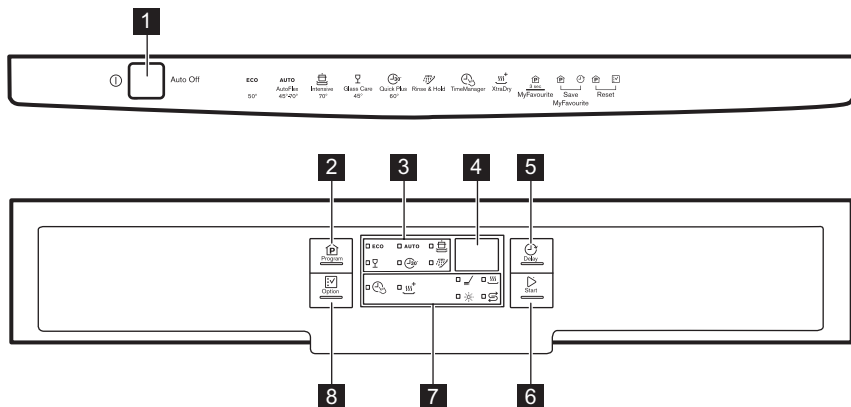 1
Auto Off
ECO AUTO
AutoFlex Intensive Glass Care Quick Plus Rinse & Hold TimeManager XtraDry MyFavourite Save Reset
50° 45°-70° 70° 45° 60° MyFavourite
30'
3 sec
2 3 4 5
Program
ECO AUTO
30'
Delay
Option
Start
8 7 6